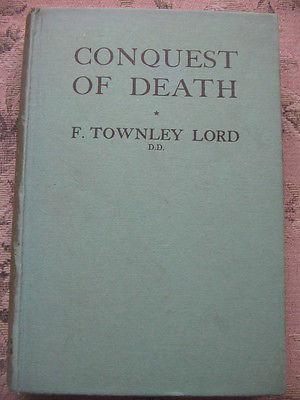 CONQUEST
OF DEATH
*
F. TOWNLEY LORD
D.D.